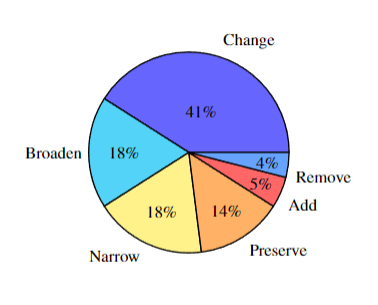 Change
41%
Broaden
18%
4%
Remove
5%
Add
18%
14%
Preserve
Narrow